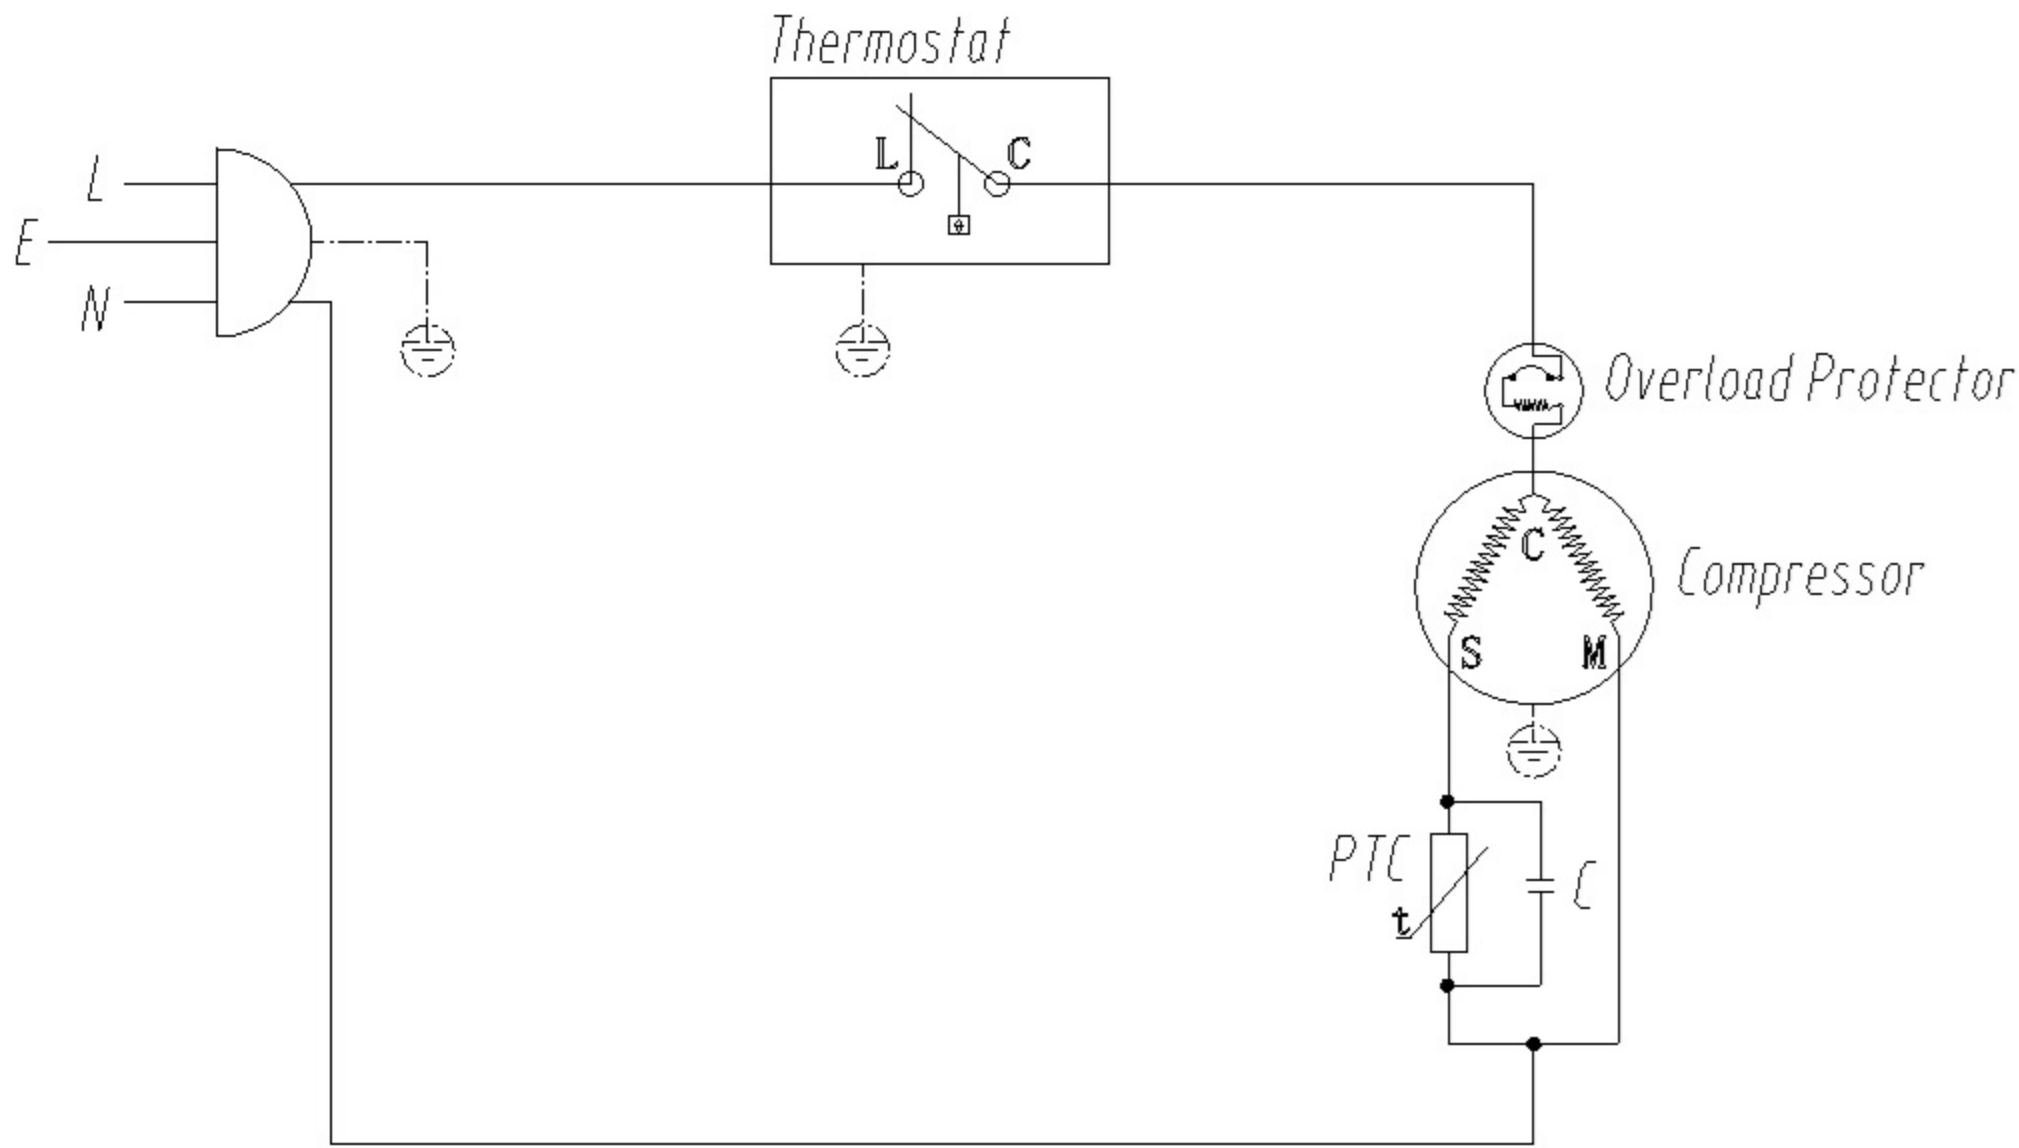 Thermostat
L C
L
E
N
Overload Protector
C
Compressor
S M
PTC
C
t